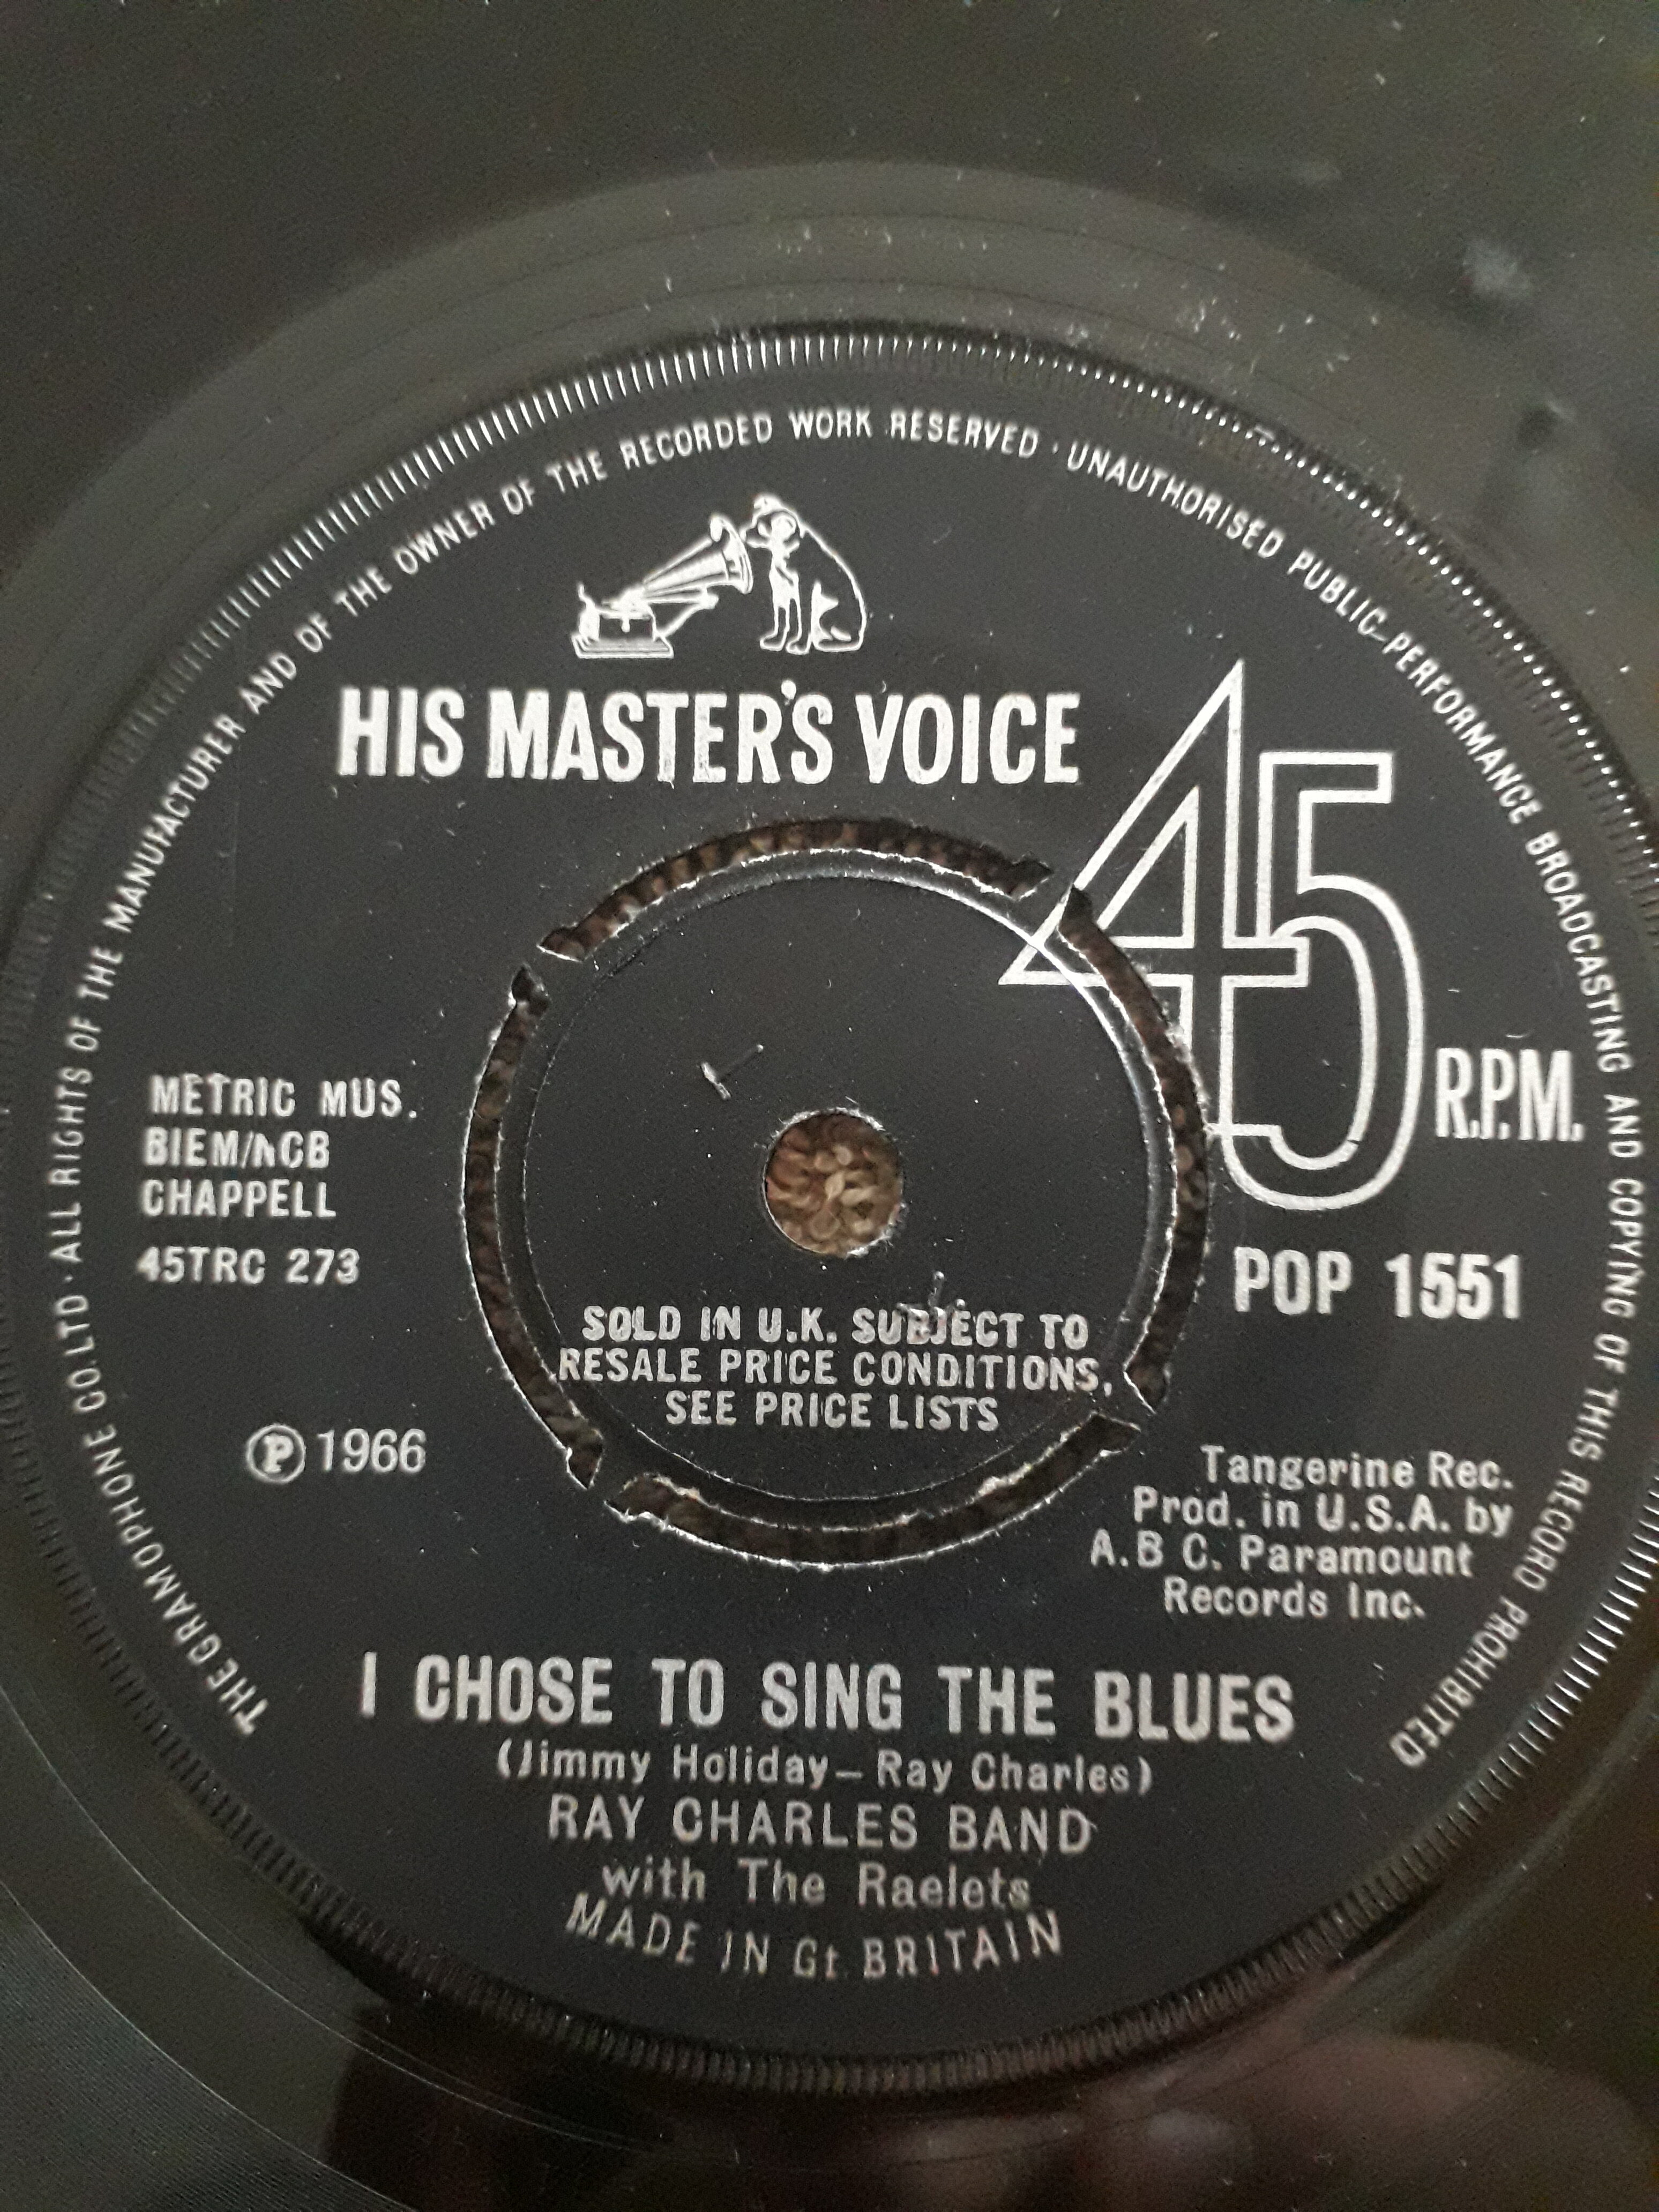 THE GRAMOPHONE CO. LTD · ALL RIGHTS OF THE MANUFACTURER AND OF THE OWNER OF THE RECORDED WORK RESERVED · UNAUTHORISED PUBLIC PERFORMANCE BROADCASTING AND COPYING OF THIS RECORD PROHIBITED
HIS MASTER'S VOICE
45 R.P.M.
METRIC MUS.
BIEM/NCB
CHAPPELL
45TRC 273
POP 1551
SOLD IN U.K. SUBJECT TO
RESALE PRICE CONDITIONS,
SEE PRICE LISTS
℗ 1966
Tangerine Rec.
Prod. in U.S.A. by
A.B C. Paramount
Records Inc.
I CHOSE TO SING THE BLUES
(Jimmy Holiday – Ray Charles)
RAY CHARLES BAND
with The Raelets
MADE IN Gt. BRITAIN